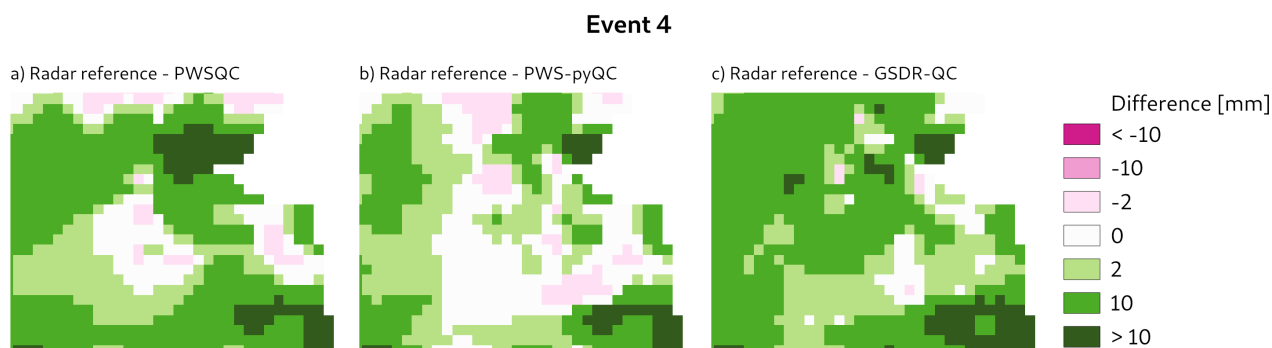 Event 4
a) Radar reference - PWSQC
b) Radar reference - PWS-pyQC
c) Radar reference - GSDR-QC
Difference [mm]
< -10
-10
-2
0
2
10
> 10